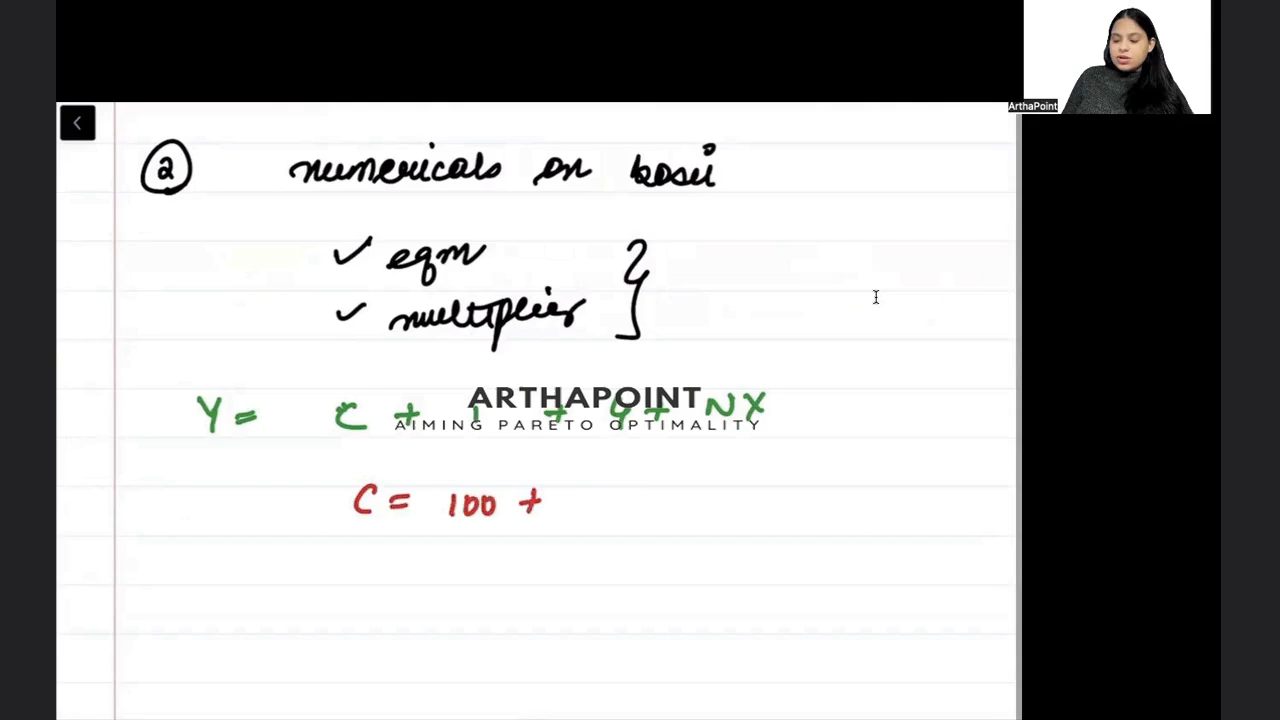 ArthaPoint
② numericals on basic
✓ eqm
✓ multiplier
Y = C + I + G + NX
ARTHAPOINT
AIMING PARETO OPTIMALITY
C = 100 +